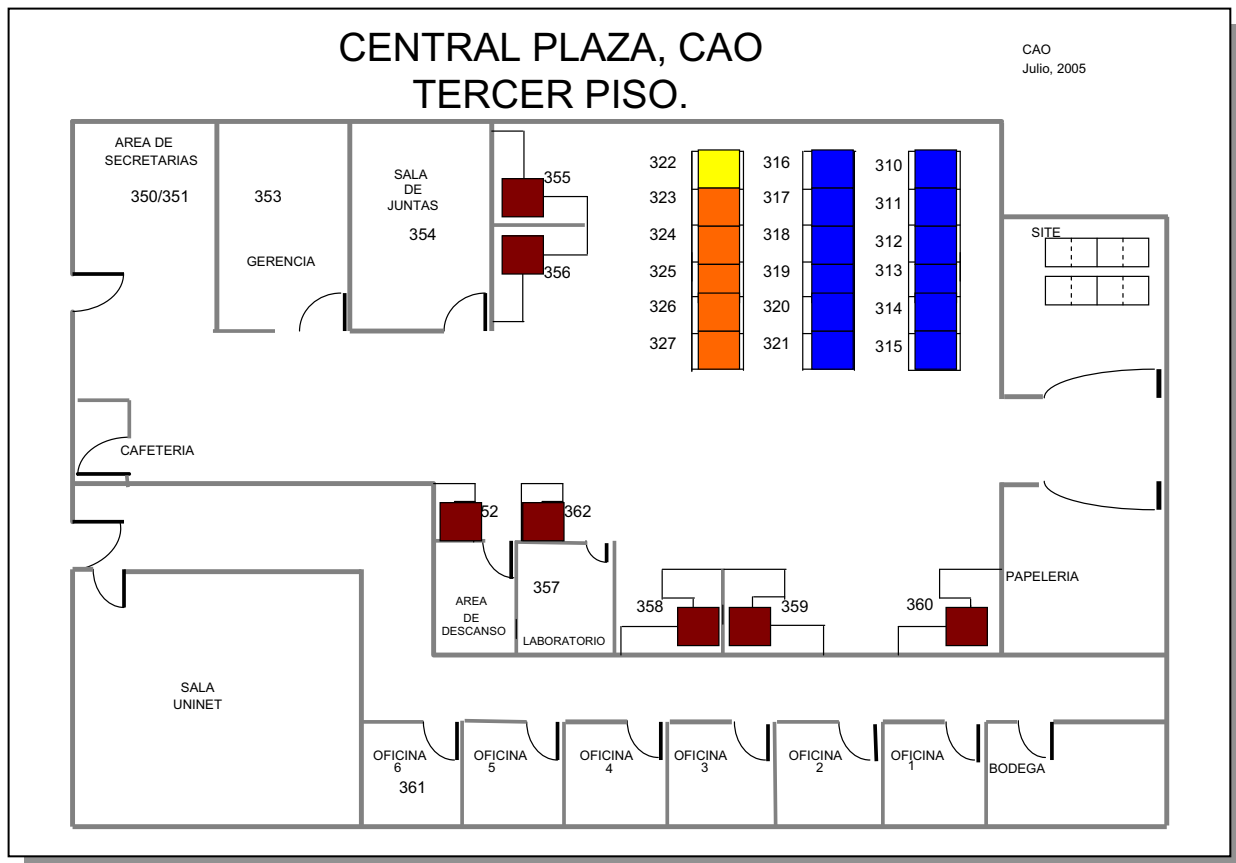 CENTRAL PLAZA, CAO
TERCER PISO.
CAO
Julio, 2005
AREA DE
SECRETARIAS
350/351
353
GERENCIA
SALA
DE
JUNTAS
354
355
356
322
323
324
325
326
327
316
317
318
319
320
321
310
311
312
313
314
315
SITE
CAFETERIA
52
362
AREA
DE
DESCANSO
357
LABORATORIO
358
359
360
PAPELERIA
SALA
UNINET
OFICINA
6
361
OFICINA
5
OFICINA
4
OFICINA
3
OFICINA
2
OFICINA
1
BODEGA